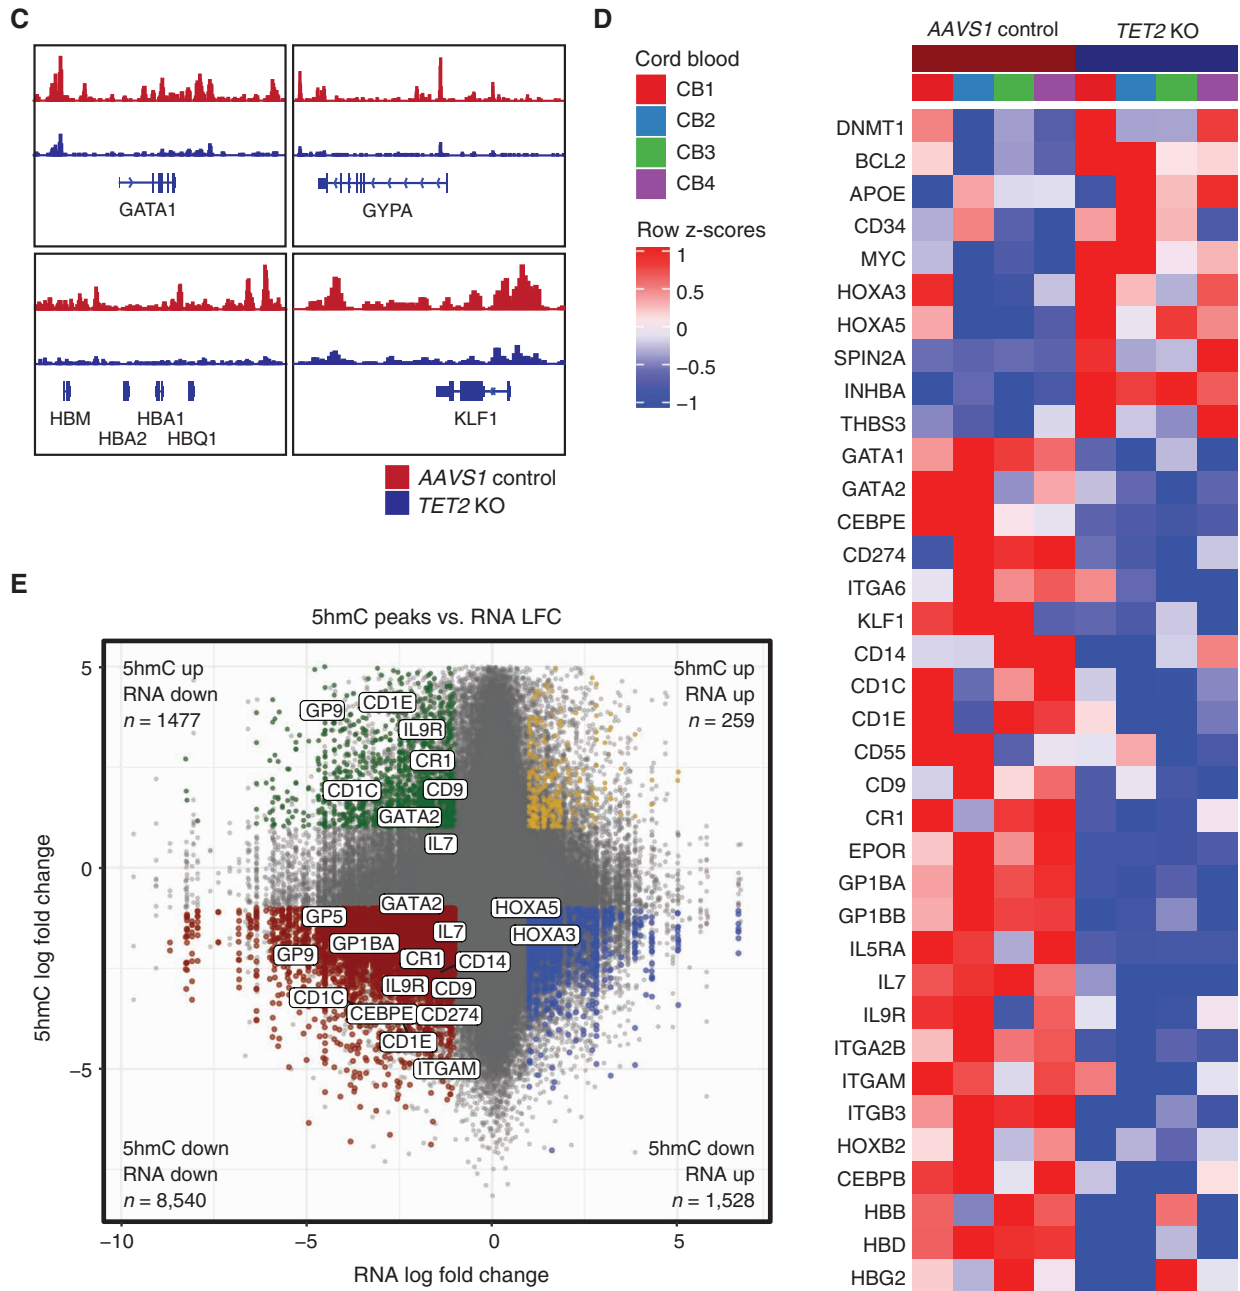 C
GATA1
GYPA
HBM
HBA2
HBA1
HBQ1
KLF1
AAVS1 control
TET2 KO
D
Cord blood
CB1
CB2
CB3
CB4
Row z-scores
1
0.5
0
−0.5
−1
AAVS1 control
TET2 KO
DNMT1
BCL2
APOE
CD34
MYC
HOXA3
HOXA5
SPIN2A
INHBA
THBS3
GATA1
GATA2
CEBPE
CD274
ITGA6
KLF1
CD14
CD1C
CD1E
CD55
CD9
CR1
EPOR
GP1BA
GP1BB
IL5RA
IL7
IL9R
ITGA2B
ITGAM
ITGB3
HOXB2
CEBPB
HBB
HBD
HBG2
E
5hmC peaks vs. RNA LFC
5hmC up
RNA down
n = 1477
5hmC up
RNA up
n = 259
GP9
CD1E
IL9R
CR1
CD1C
CD9
GATA2
IL7
GATA2
GP5
HOXA5
IL7
HOXA3
GP1BA
GP9
CR1
CD14
IL9R
CD9
CD1C
CEBPE
CD274
CD1E
ITGAM
5hmC down
RNA down
n = 8,540
5hmC down
RNA up
n = 1,528
5
0
−5
5hmC log fold change
−10
−5
0
5
RNA log fold change